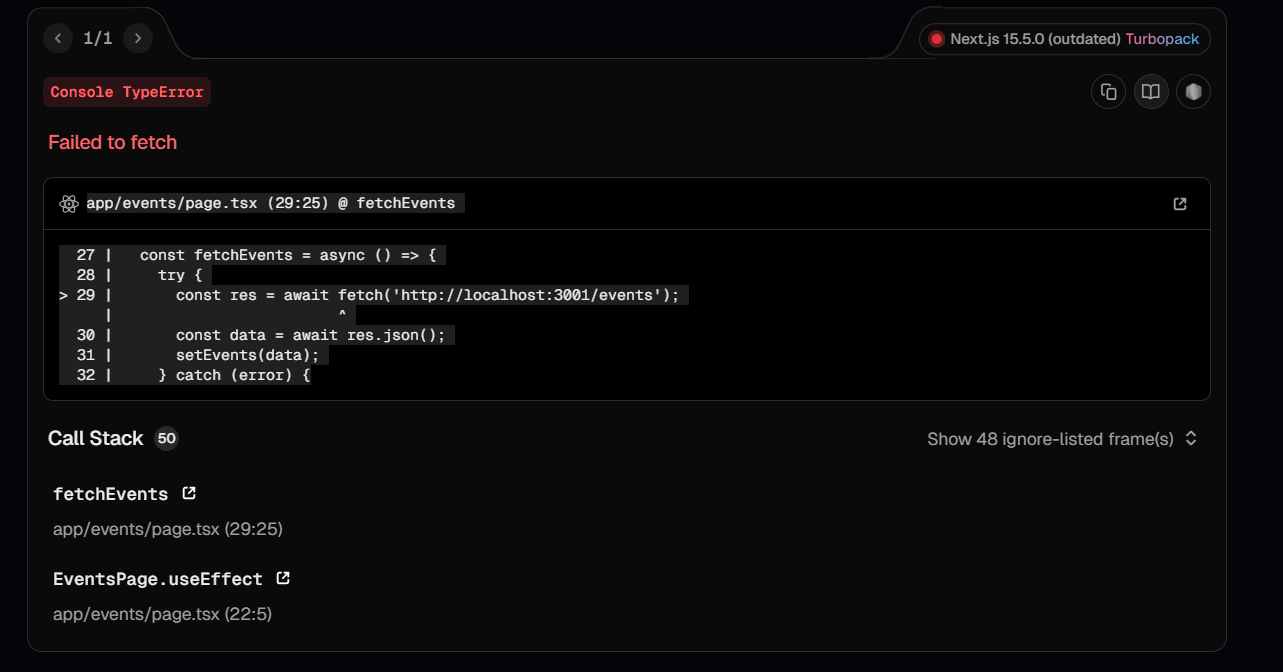 1/1
Next.js 15.5.0 (outdated) Turbopack
Console TypeError
Failed to fetch
app/events/page.tsx (29:25) @ fetchEvents
27 |   const fetchEvents = async () => {
28 |     try {
> 29 |       const res = await fetch('http://localhost:3001/events');
|                         ^
30 |       const data = await res.json();
31 |       setEvents(data);
32 |     } catch (error) {
Call Stack 50
Show 48 ignore-listed frame(s)
fetchEvents
app/events/page.tsx (29:25)
EventsPage.useEffect
app/events/page.tsx (22:5)